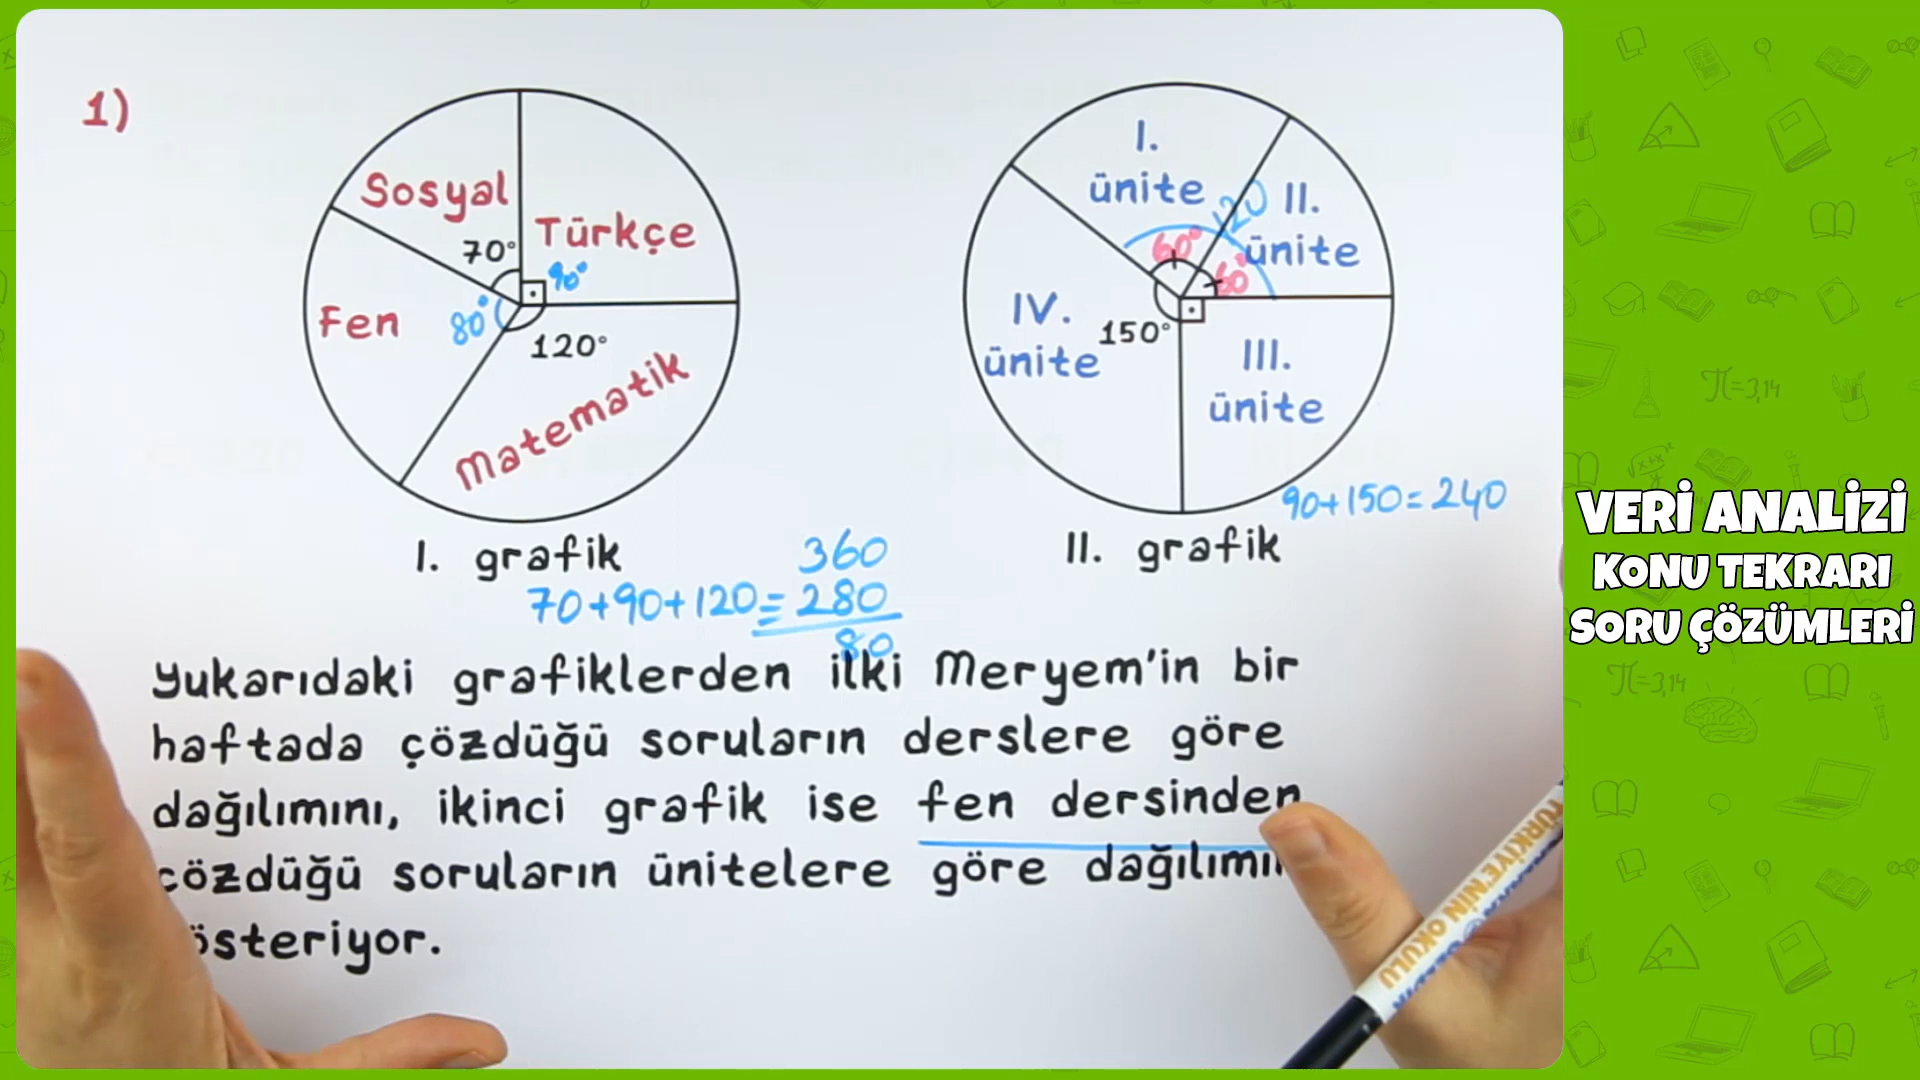 1)
Sosyal
70°
Türkçe
90°
Fen
80°
120°
Matematik
I. grafik
70+90+120=280
360
80
I.
ünite
120
II.
ünite
60°
60°
IV.
ünite
150°
III.
ünite
90+150=240
II. grafik
Yukarıdaki grafiklerden ilki Meryem'in bir
haftada çözdüğü soruların derslere göre
dağılımını, ikinci grafik ise fen dersinden
çözdüğü soruların ünitelere göre
österiyor.
TÜRKİYE'NİN OKULU
VERİ ANALİZİ
KONU TEKRARI
SORU ÇÖZÜMLERİ
π=3,14
π=3,14